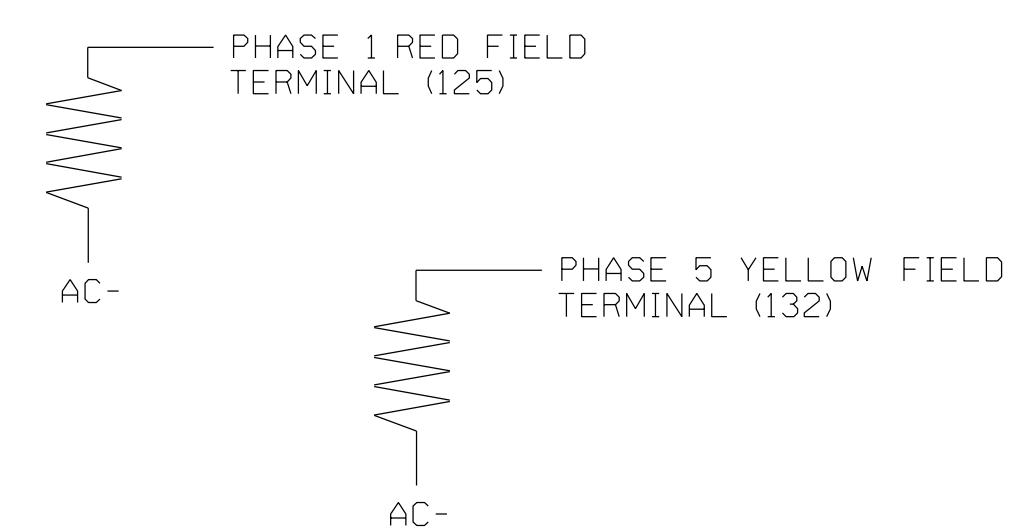 PHASE 1 RED FIELD
TERMINAL (125)
AC-
PHASE 5 YELLOW FIELD
TERMINAL (132)
AC-